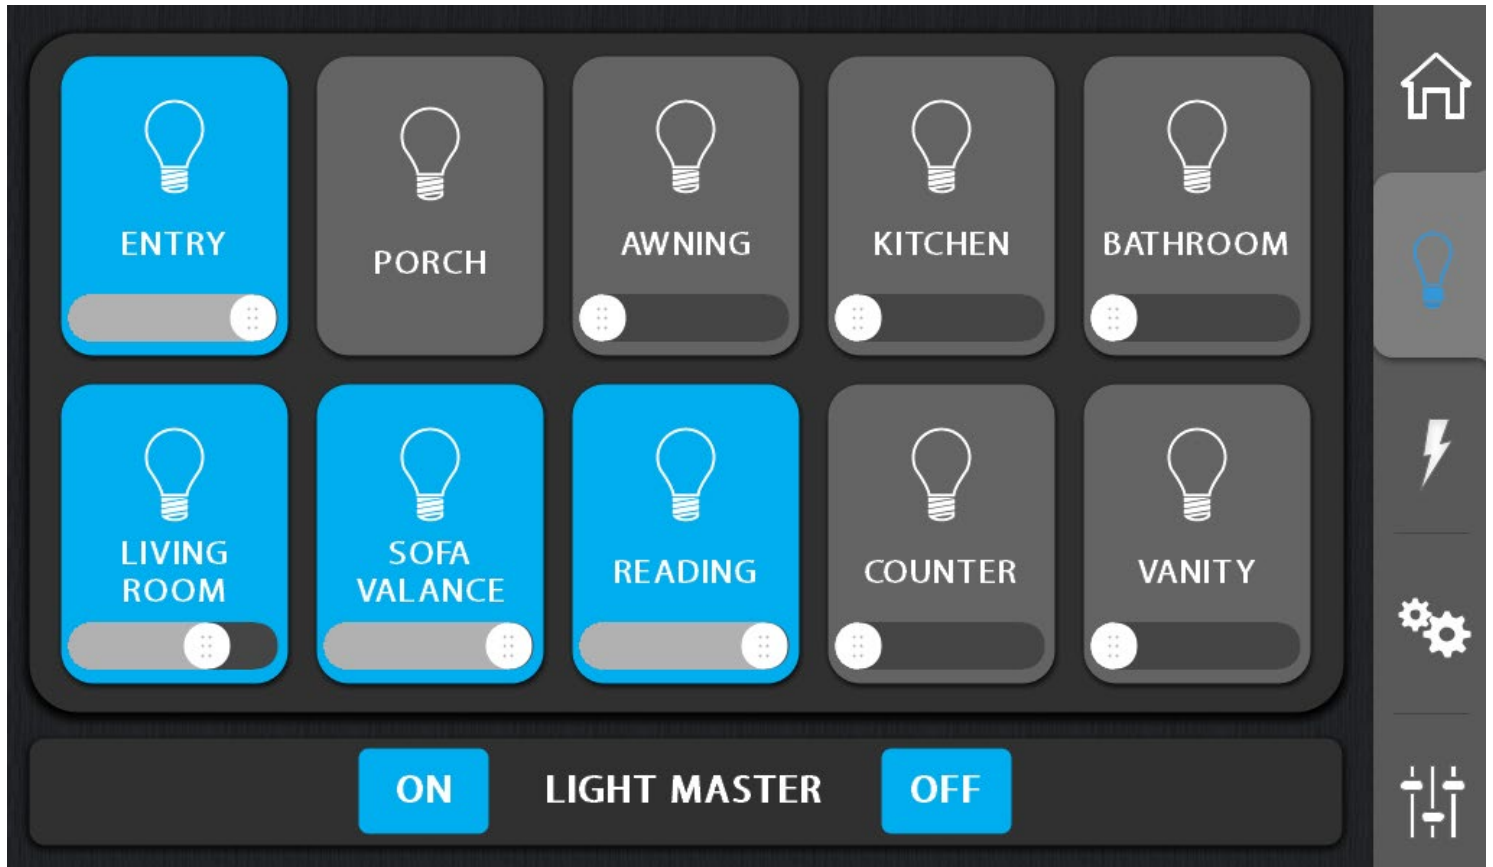 ENTRY
PORCH
AWNING
KITCHEN
BATHROOM
LIVING
ROOM
SOFA
VALANCE
READING
COUNTER
VANITY
ON
LIGHT MASTER
OFF